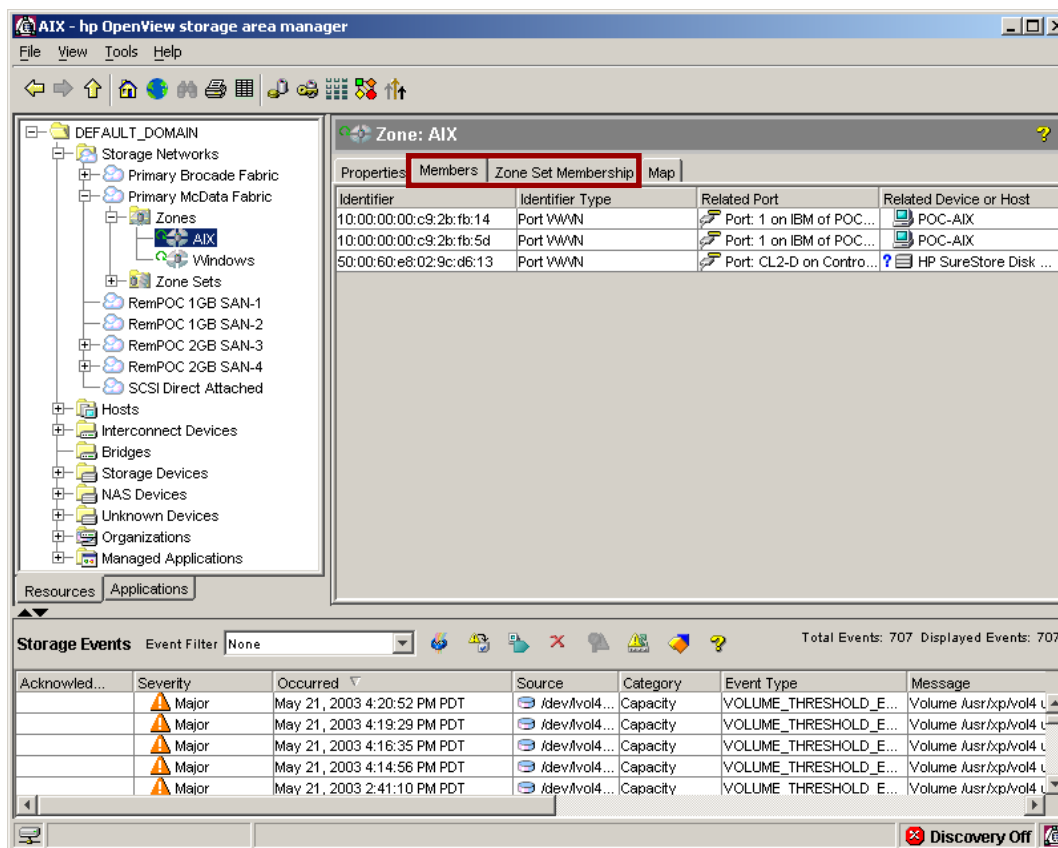 AIX - hp OpenView storage area manager
File View Tools Help
DEFAULT_DOMAIN
Storage Networks
Primary Brocade Fabric
Primary McData Fabric
Zones
AIX
Windows
Zone Sets
RemPOC 1GB SAN-1
RemPOC 1GB SAN-2
RemPOC 2GB SAN-3
RemPOC 2GB SAN-4
SCSI Direct Attached
Hosts
Interconnect Devices
Bridges
Storage Devices
NAS Devices
Unknown Devices
Organizations
Managed Applications
Resources Applications
Zone: AIX
Properties Members Zone Set Membership Map
Identifier Identifier Type Related Port Related Device or Host
10:00:00:00:c9:2b:fb:14 Port WWN Port: 1 on IBM of POC... POC-AIX
10:00:00:00:c9:2b:fb:5d Port WWN Port: 1 on IBM of POC... POC-AIX
50:00:60:e8:02:9c:d6:13 Port WWN Port: CL2-D on Contro... ? HP SureStore Disk ...
Storage Events Event Filter None Total Events: 707 Displayed Events: 707
Acknowled... Severity Occurred Source Category Event Type Message
Major May 21, 2003 4:20:52 PM PDT /dev/lvol4... Capacity VOLUME_THRESHOLD_E... Volume /usr/xp/vol4 u
Major May 21, 2003 4:19:29 PM PDT /dev/lvol4... Capacity VOLUME_THRESHOLD_E... Volume /usr/xp/vol4 u
Major May 21, 2003 4:16:35 PM PDT /dev/lvol4... Capacity VOLUME_THRESHOLD_E... Volume /usr/xp/vol4 u
Major May 21, 2003 4:14:56 PM PDT /dev/lvol4... Capacity VOLUME_THRESHOLD_E... Volume /usr/xp/vol4 u
Major May 21, 2003 2:41:10 PM PDT /dev/lvol4... Capacity VOLUME_THRESHOLD_E... Volume /usr/xp/vol4 u
Discovery Off